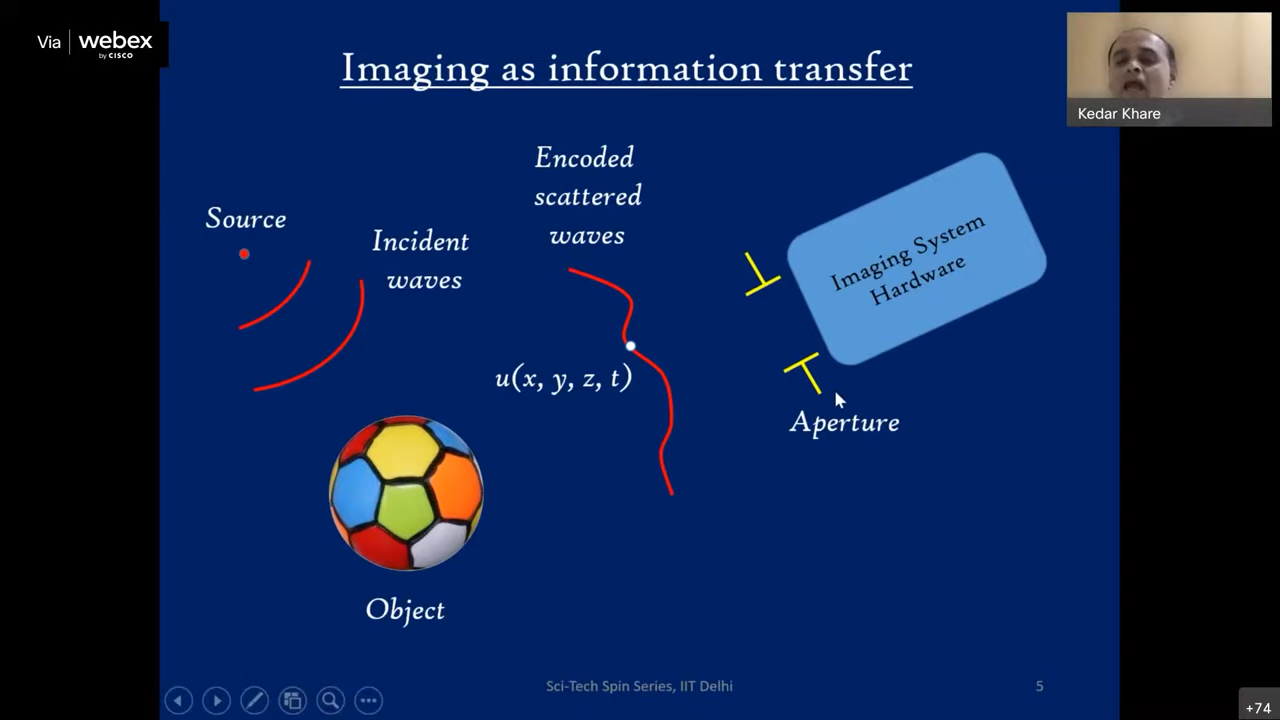 Via webex
by CISCO
Imaging as information transfer
Kedar Khare
Encoded
scattered
waves
Source
Incident
waves
Imaging System
Hardware
u(x, y, z, t)
Aperture
Object
Sci-Tech Spin Series, IIT Delhi
5
+74